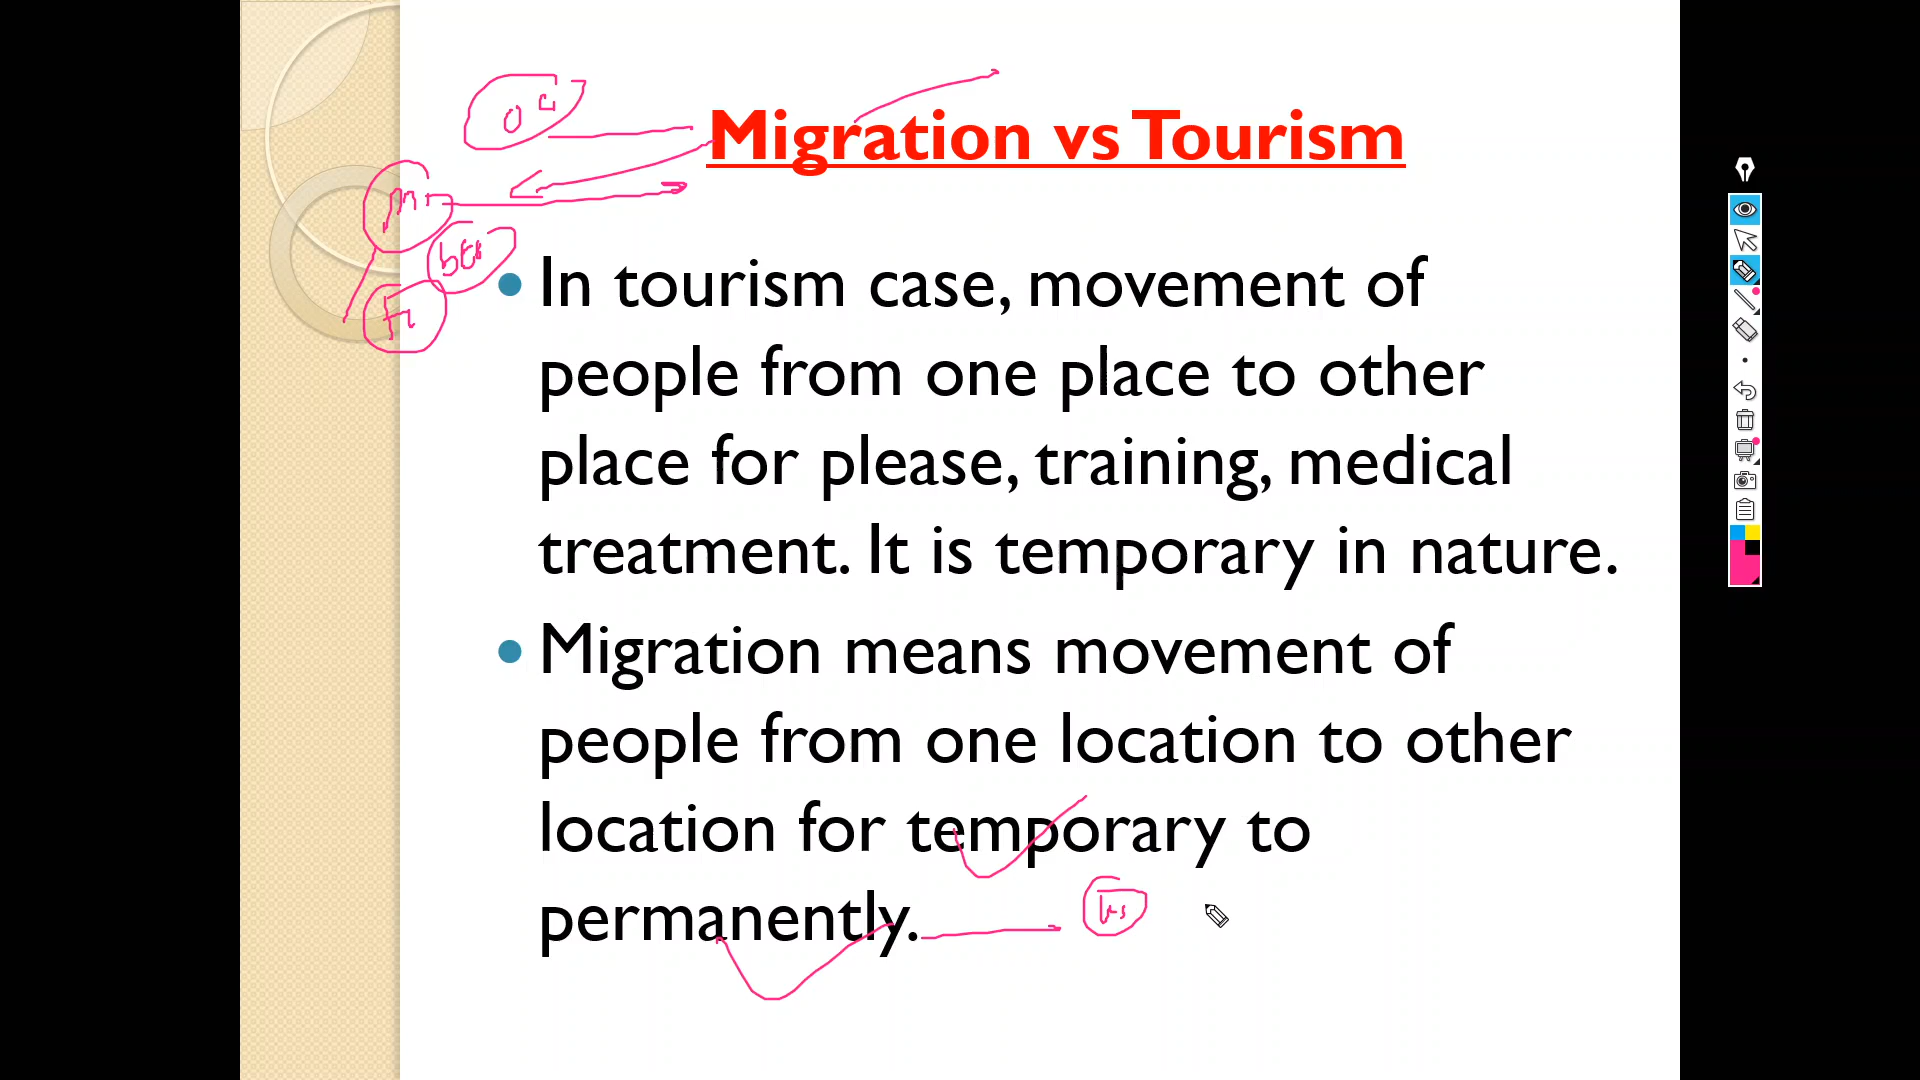 Migration vs Tourism
In tourism case, movement of
people from one place to other
place for please, training, medical
treatment. It is temporary in nature.
Migration means movement of
people from one location to other
location for temporary to
permanently.